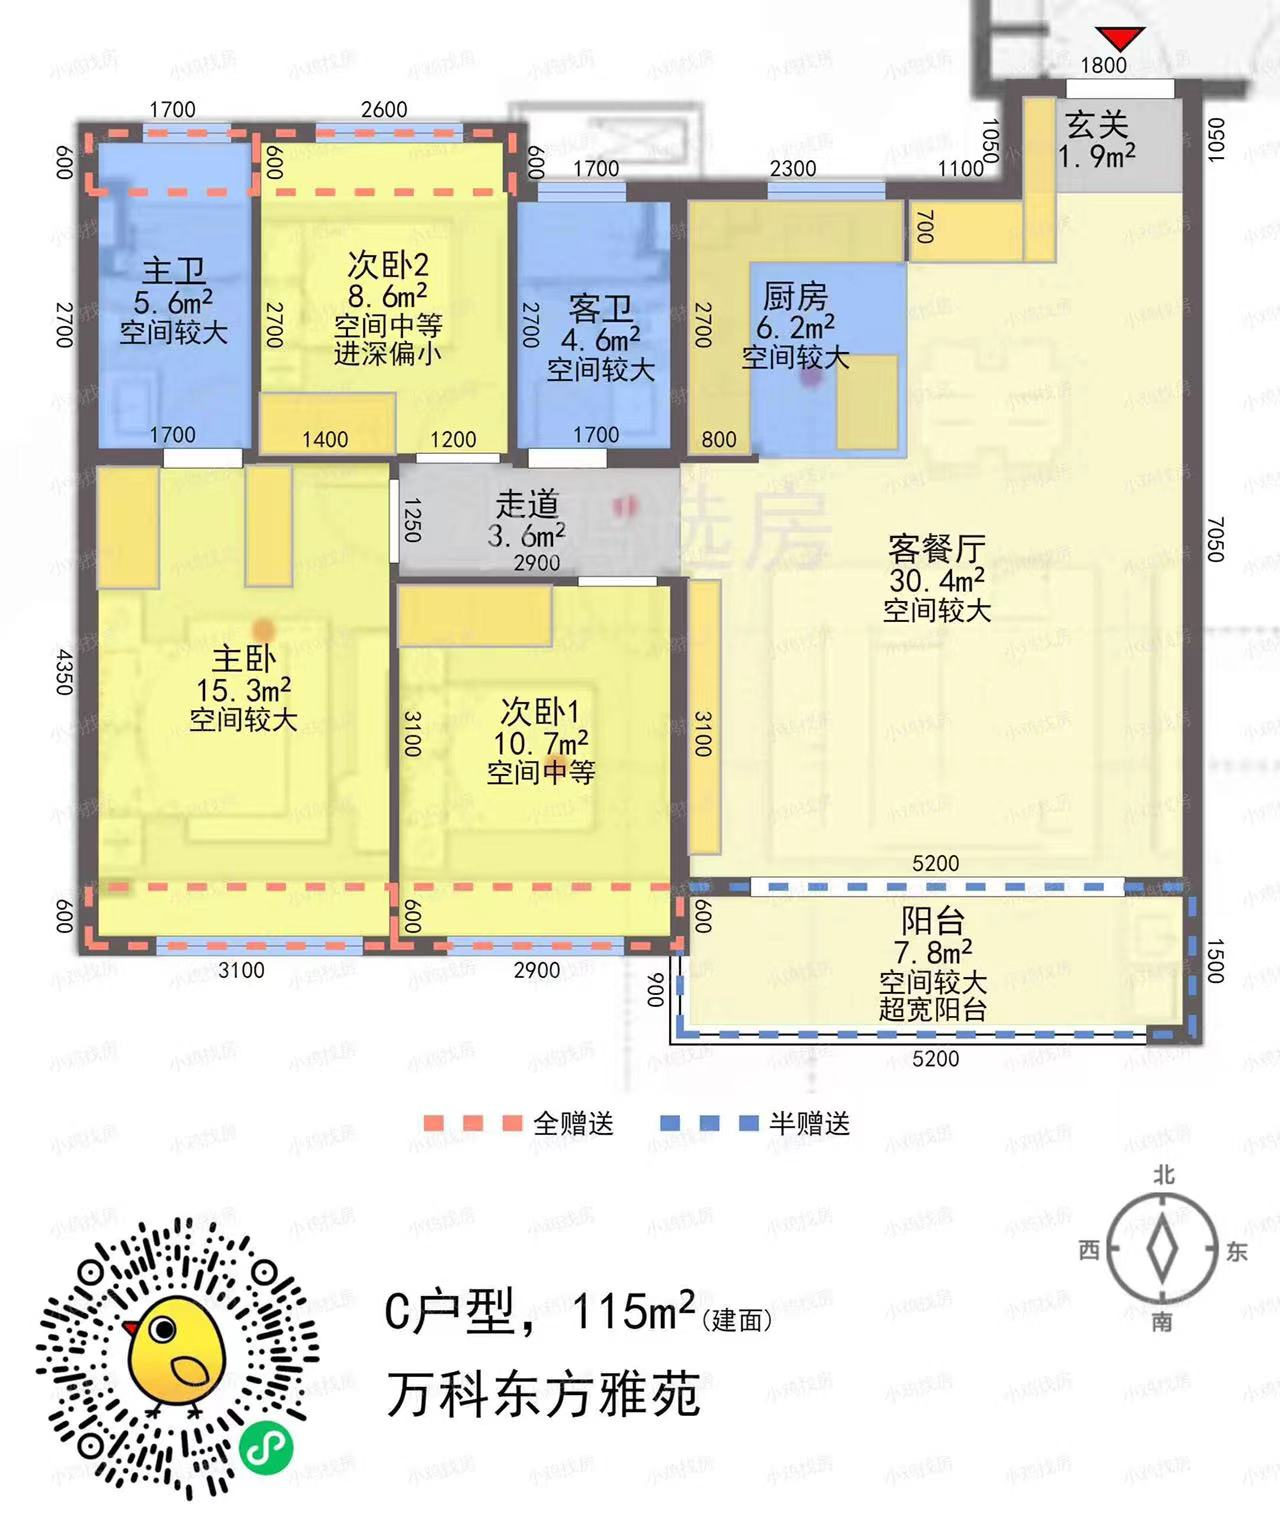 1800
玄关
1.9m²
1050
1050
1700
2600
600
600
600
1700
2300
1100
700
主卫
5.6m²
空间较大
次卧2
8.6m²
空间中等
进深偏小
客卫
4.6m²
空间较大
厨房
6.2m²
空间较大
2700
2700
2700
2700
1700
1400
1200
1700
800
走道
3.6m²
2900
1250
选房
客餐厅
30.4m²
空间较大
7050
主卧
15.3m²
空间较大
4350
次卧1
10.7m²
空间中等
3100
3100
5200
600
600
600
阳台
7.8m²
空间较大
超宽阳台
1500
3100
2900
900
5200
全赠送
半赠送
北
西
东
南
C户型，115m²(建面)
万科东方雅苑
小鸡找房